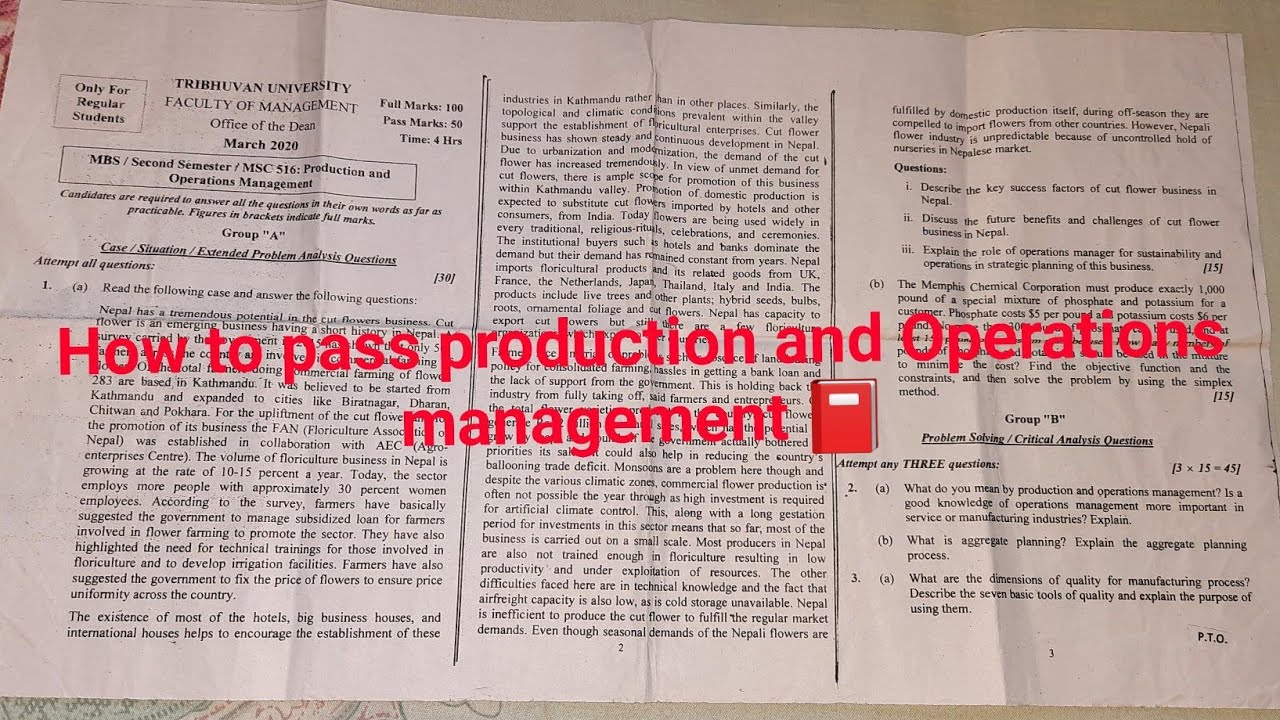 Only For
Regular
Students
TRIBHUVAN UNIVERSITY
FACULTY OF MANAGEMENT
Office of the Dean
March 2020
Full Marks: 100
Pass Marks: 50
Time: 4 Hrs
MBS / Second Semester / MSC 516: Production and
Operations Management
Candidates are required to answer all the questions in their own words as far as
practicable. Figures in brackets indicate full marks.
Group "A"
Case / Situation / Extended Problem Analysis Questions
Attempt all questions: [30]
1. (a) Read the following case and answer the following questions:
Nepal has a tremendous potential in the cut flowers business. Cut
flower is an emerging business having a short history in Nepal.
survey carried by the
farming of flower
283 are based in Kathmandu. It was believed to be started from
Kathmandu and expanded to cities like Biratnagar, Dharan,
Chitwan and Pokhara. For the upliftment of the cut flower
the promotion of its business the FAN (Floriculture
Nepal) was established in collaboration with AEC (Agro-
enterprises Centre). The volume of floriculture business in Nepal is
growing at the rate of 10-15 percent a year. Today, the sector
employs more people with approximately 30 percent women
employees. According to the survey, farmers have basically
suggested the government to manage subsidized loan for farmers
involved in flower farming to promote the sector. They have also
highlighted the need for technical trainings for those involved in
floriculture and to develop irrigation facilities. Farmers have also
suggested the government to fix the price of flowers to ensure price
uniformity across the country.
The existence of most of the hotels, big business houses, and
international houses helps to encourage the establishment of these
industries in Kathmandu rather than in other places. Similarly, the
topological and climatic conditions prevalent within the valley
support the establishment of floricultural enterprises. Cut flower
business has shown steady and continuous development in Nepal.
Due to urbanization and modernization, the demand of the cut
flower has increased tremendously. In view of unmet demand for
cut flowers, there is ample scope for promotion of this business
within Kathmandu valley. Promotion of domestic production is
expected to substitute cut flowers imported by hotels and other
consumers, from India. Today flowers are being used widely in
every traditional, religious-rituals, celebrations, and ceremonies.
The institutional buyers such as hotels and banks dominate the
demand but their demand has remained constant from years. Nepal
imports floricultural products and its related goods from UK,
France, the Netherlands, Japan, Thailand, Italy and India. The
products include live trees and other plants; hybrid seeds, bulbs,
roots, ornamental foliage and cut flowers. Nepal has capacity to
export cut flowers but still there are a few floriculture
absence of land
policy for consolidated farming, hassles in getting a bank loan and
the lack of support from the government. This is holding back
industry from fully taking off, said farmers and entrepreneurs.
government actually bothered
priorities its could also help in reducing the country's
ballooning trade deficit. Monsoons are a problem here though and
despite the various climatic zones, commercial flower production is
often not possible the year through as high investment is required
for artificial climate control. This, along with a long gestation
period for investments in this sector means that so far, most of the
business is carried out on a small scale. Most producers in Nepal
are also not trained enough in floriculture resulting in low
productivity and under exploitation of resources. The other
difficulties faced here are in technical knowledge and the fact that
airfreight capacity is also low, as is cold storage unavailable. Nepal
is inefficient to produce the cut flower to fulfill the regular market
demands. Even though seasonal demands of the Nepali flowers are
2
fulfilled by domestic production itself, during off-season they are
compelled to import flowers from other countries. However, Nepali
flower industry is unpredictable because of uncontrolled hold of
nurseries in Nepalese market.
Questions:
i. Describe the key success factors of cut flower business in
Nepal.
ii. Discuss the future benefits and challenges of cut flower
business in Nepal.
iii. Explain the role of operations manager for sustainability and
operations in strategic planning of this business. [15]
(b) The Memphis Chemical Corporation must produce exactly 1,000
pound of a special mixture of phosphate and potassium for a
customer. Phosphate costs $5 per pound and potassium costs $6 per
to minimize the cost? Find the objective function and the
constraints, and then solve the problem by using the simplex
method. [15]
Group "B"
Problem Solving / Critical Analysis Questions
Attempt any THREE questions: [3 × 15 = 45]
2. (a) What do you mean by production and operations management? Is a
good knowledge of operations management more important in
service or manufacturing industries? Explain.
(b) What is aggregate planning? Explain the aggregate planning
process.
3. (a) What are the dimensions of quality for manufacturing process?
Describe the seven basic tools of quality and explain the purpose of
using them.
P.T.O.
3
How to pass production and Operations
management